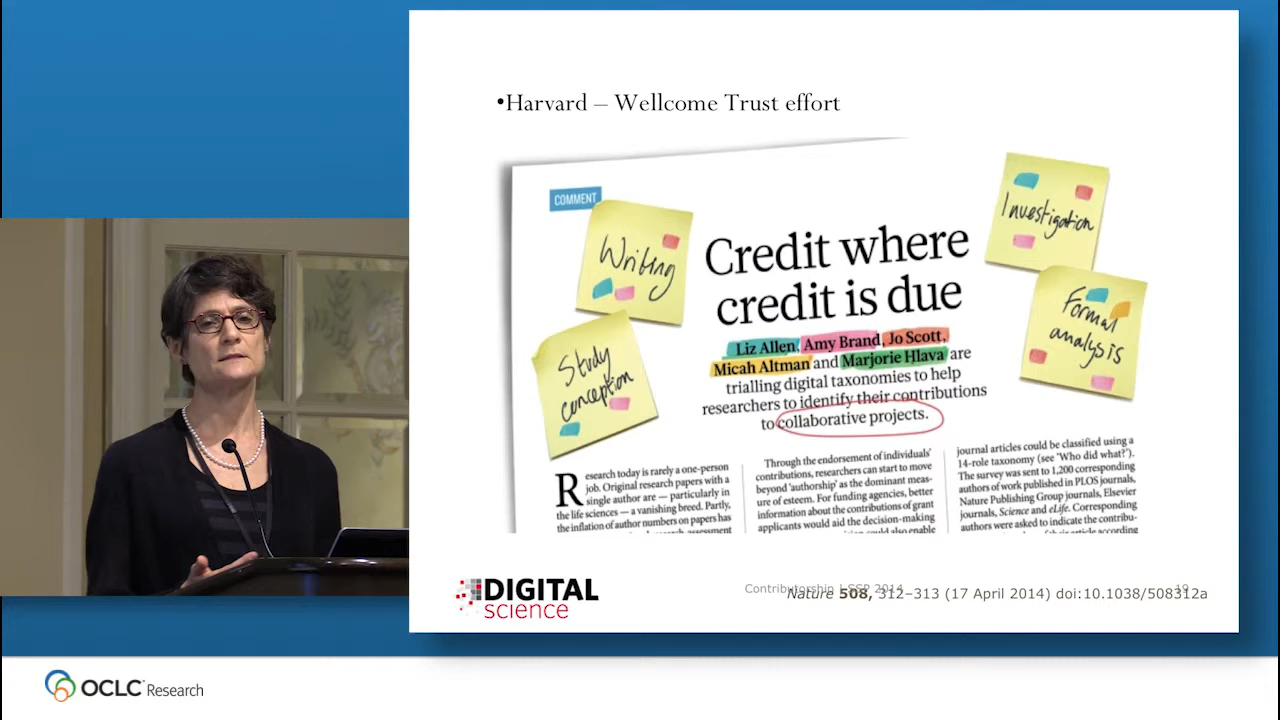 •Harvard – Wellcome Trust effort
COMMENT
Writing
Study
conception
Credit where
credit is due
Liz Allen, Amy Brand, Jo Scott,
Micah Altman and Marjorie Hlava are
trialling digital taxonomies to help
researchers to identify their contributions
to collaborative projects.
Investigation
Formal
analysis
Research today is rarely a one-person
job. Original research papers with a
single author are — particularly in
the life sciences — a vanishing breed. Partly,
the inflation of author numbers on papers has
Through the endorsement of individuals'
contributions, researchers can start to move
beyond 'authorship' as the dominant meas-
ure of esteem. For funding agencies, better
information about the contributions of grant
applicants would aid the decision-making
could also enable
journal articles could be classified using a
14-role taxonomy (see 'Who did what?').
The survey was sent to 1,200 corresponding
authors of work published in PLOS journals,
Nature Publishing Group journals, Elsevier
journals, Science and eLife. Corresponding
authors were asked to indicate the contribu-
DIGITAL
science
Contributorship | SSP 2014 19
Nature 508, 312–313 (17 April 2014) doi:10.1038/508312a
OCLC Research